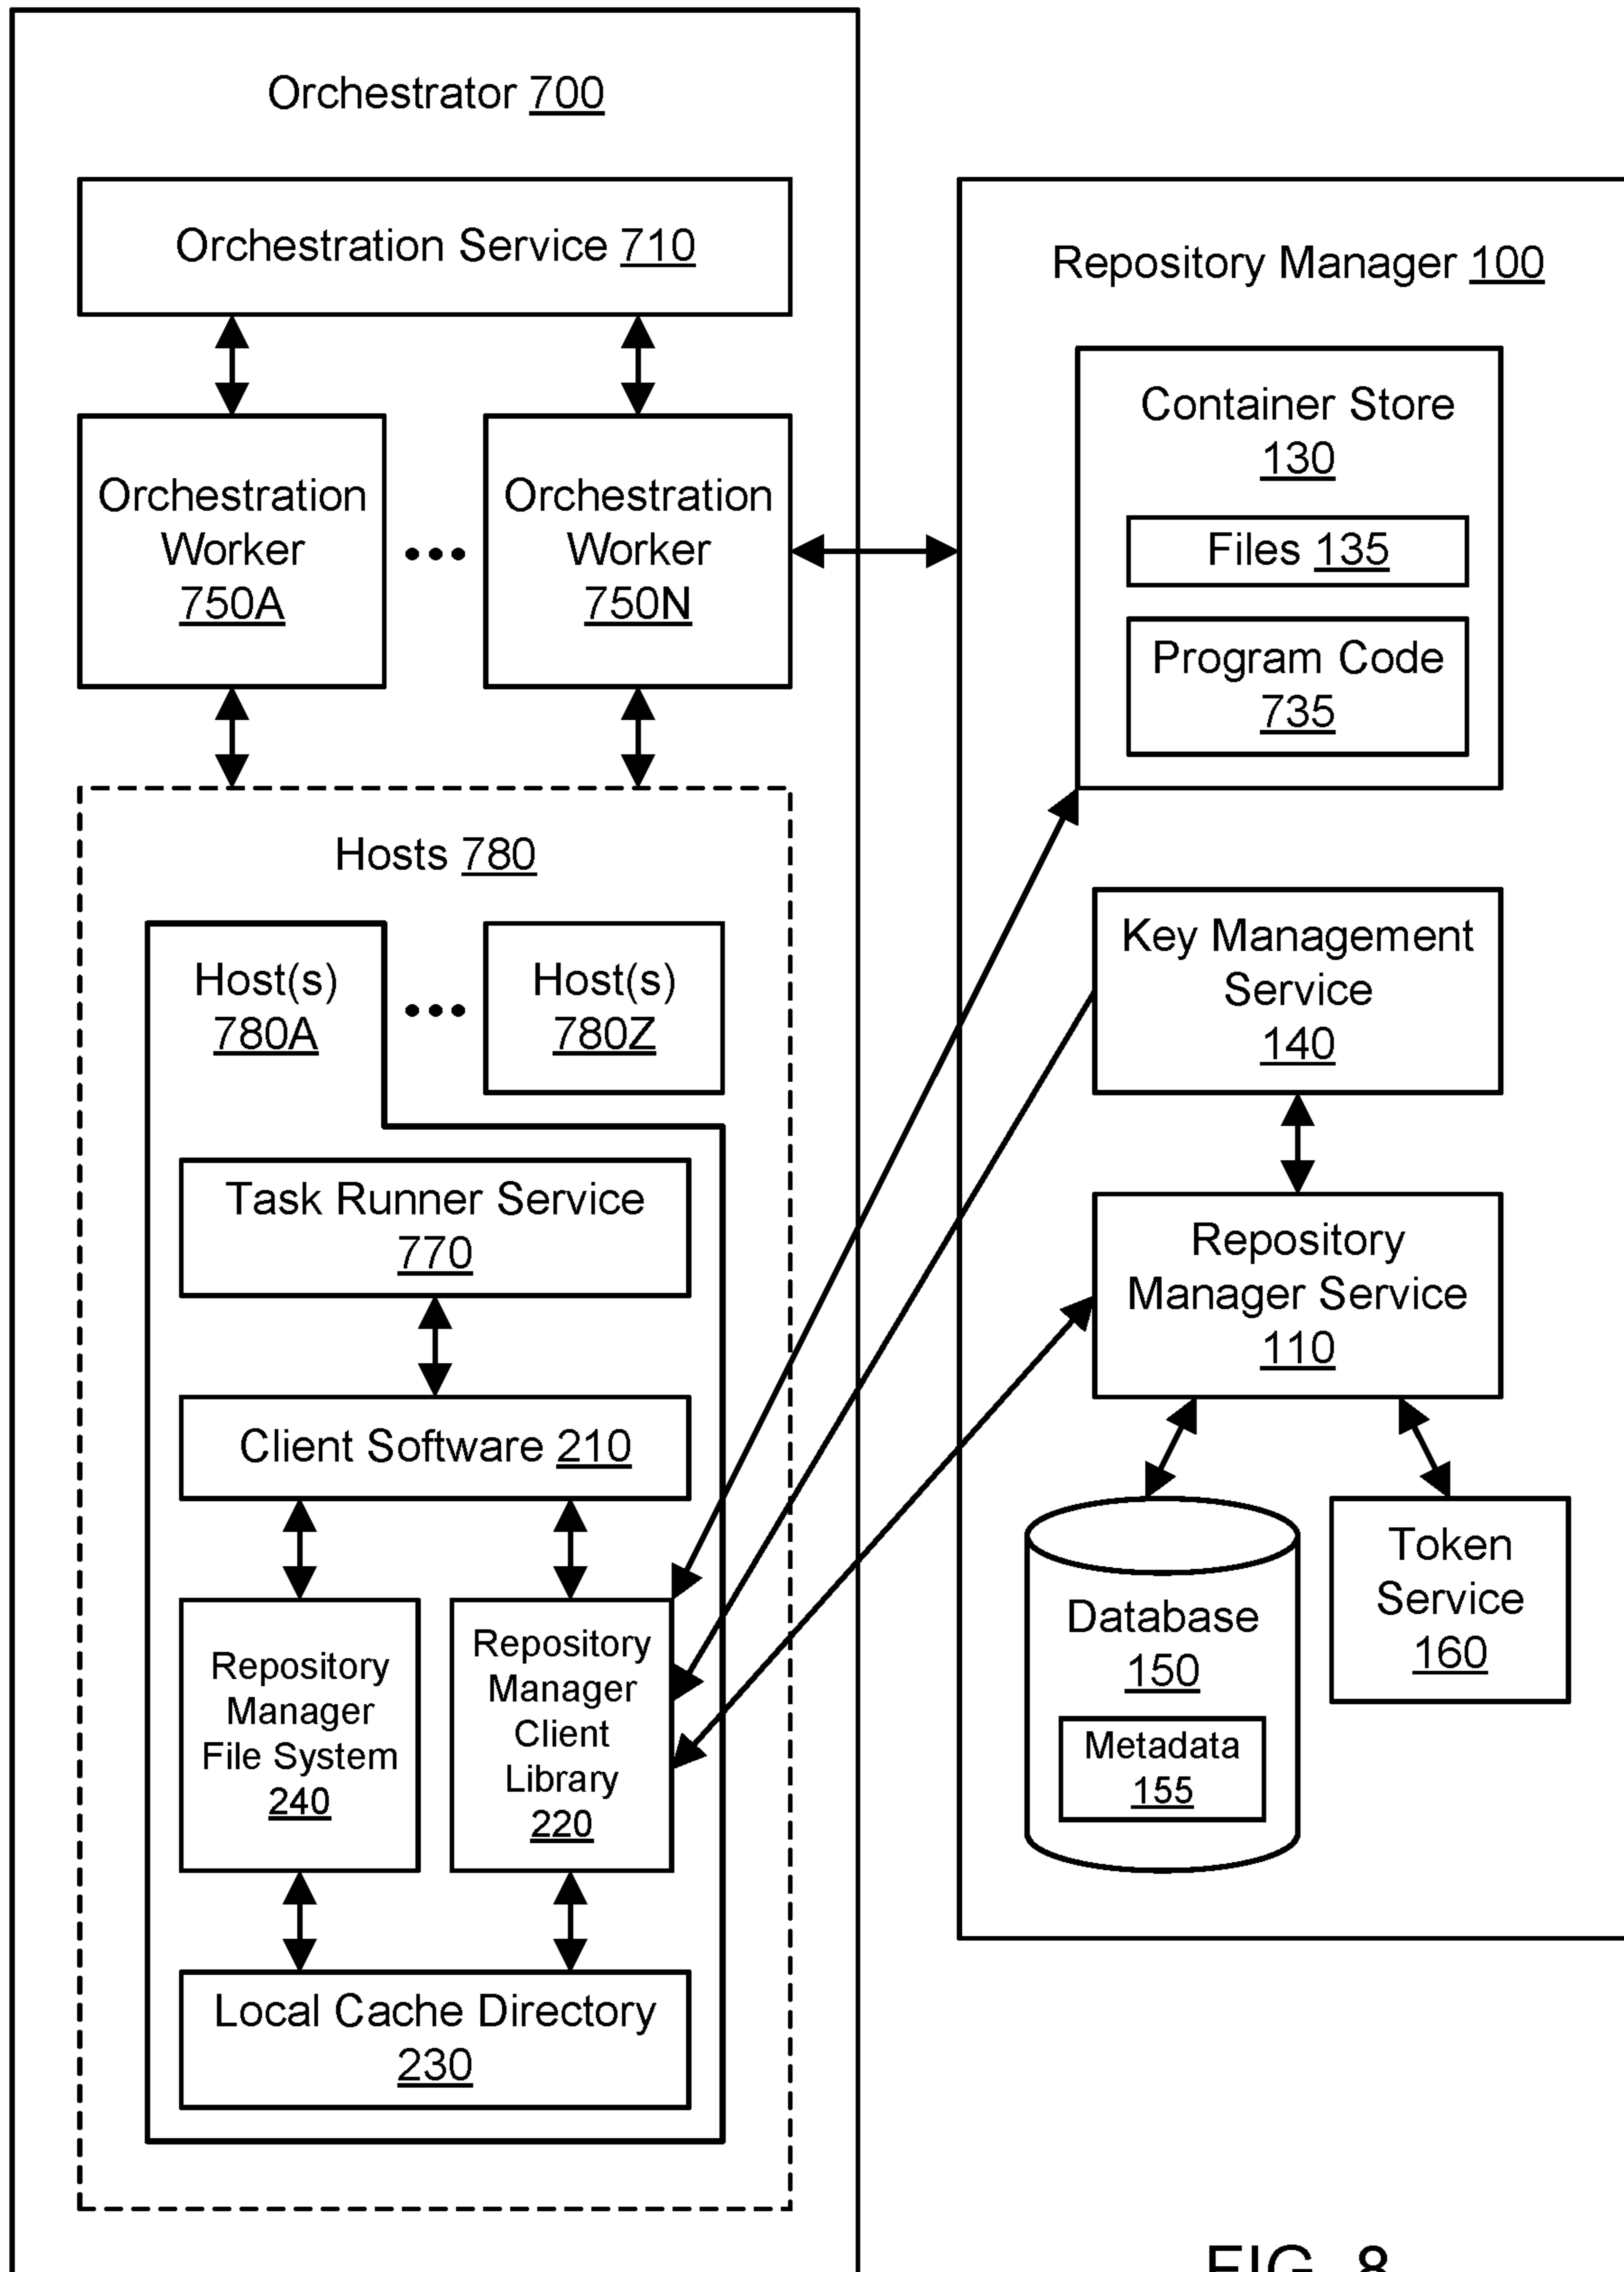 Orchestrator 700
Orchestration Service 710
Orchestration
Worker
750A
•••
Orchestration
Worker
750N
Hosts 780
Host(s)
780A
•••
Host(s)
780Z
Task Runner Service
770
Client Software 210
Repository
Manager
File System
240
Repository
Manager
Client
Library
220
Local Cache Directory
230
Repository Manager 100
Container Store
130
Files 135
Program Code
735
Key Management
Service
140
Repository
Manager Service
110
Database
150
Metadata
155
Token
Service
160
FIG. 8